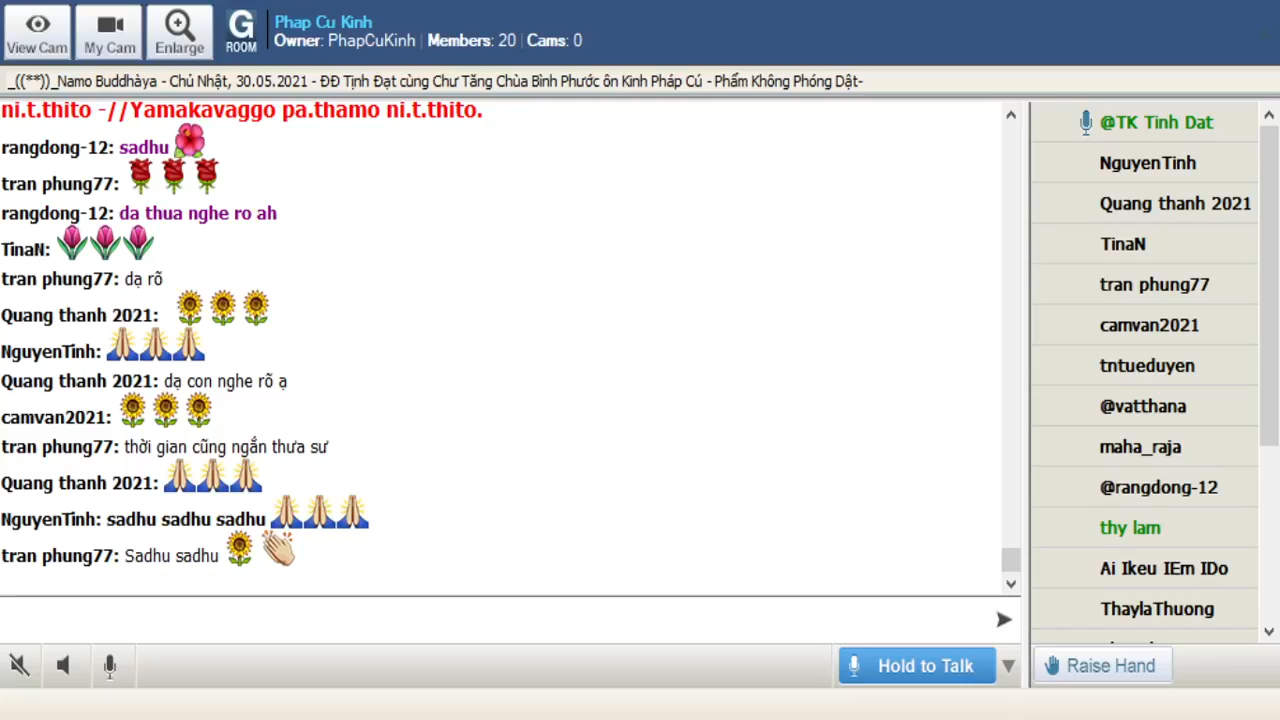 Phap Cu Kinh
Owner: PhapCuKinh | Members: 20 | Cams: 0
View Cam
My Cam
Enlarge
G ROOM
_((**))_Namo Buddhàya - Chủ Nhật, 30.05.2021 - ĐĐ Tịnh Đạt cùng Chư Tăng Chùa Bình Phước ôn Kinh Pháp Cú - Phẩm Không Phóng Dật-
ni.t.thito -//Yamakavaggo pa.thamo ni.t.thito.
rangdong-12: sadhu
tran phung77:
rangdong-12: da thua nghe ro ah
TinaN:
tran phung77: dạ rõ
Quang thanh 2021:
NguyenTinh:
Quang thanh 2021: dạ con nghe rõ ạ
camvan2021:
tran phung77: thời gian cũng ngắn thưa sư
Quang thanh 2021:
NguyenTinh: sadhu sadhu sadhu
tran phung77: Sadhu sadhu
@TK Tinh Dat
NguyenTinh
Quang thanh 2021
TinaN
tran phung77
camvan2021
tntueduyen
@vatthana
maha_raja
@rangdong-12
thy lam
Ai Ikeu IEm IDo
ThaylaThuong
Hold to Talk
Raise Hand